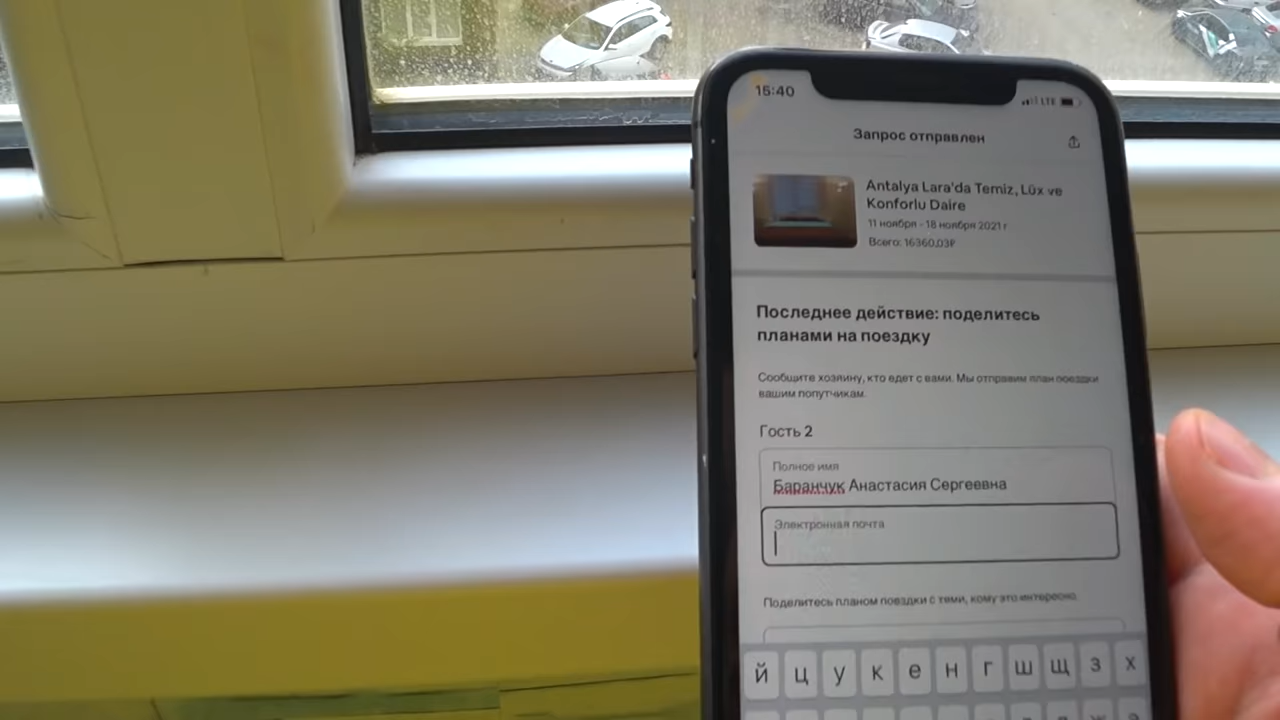 15:40
LTE
Запрос отправлен
Antalya Lara'da Temiz, Lüx ve
Konforlu Daire
11 ноября - 18 ноября 2021 г
Всего: 16360,03₽
Последнее действие: поделитесь
планами на поездку
Сообщите хозяину, кто едет с вами. Мы отправим план поездки
вашим попутчикам.
Гость 2
Полное имя
Баранчук Анастасия Сергеевна
Электронная почта
Поделитесь планом поездки с теми, кому это интересно.
й ц у к е н г ш щ з х